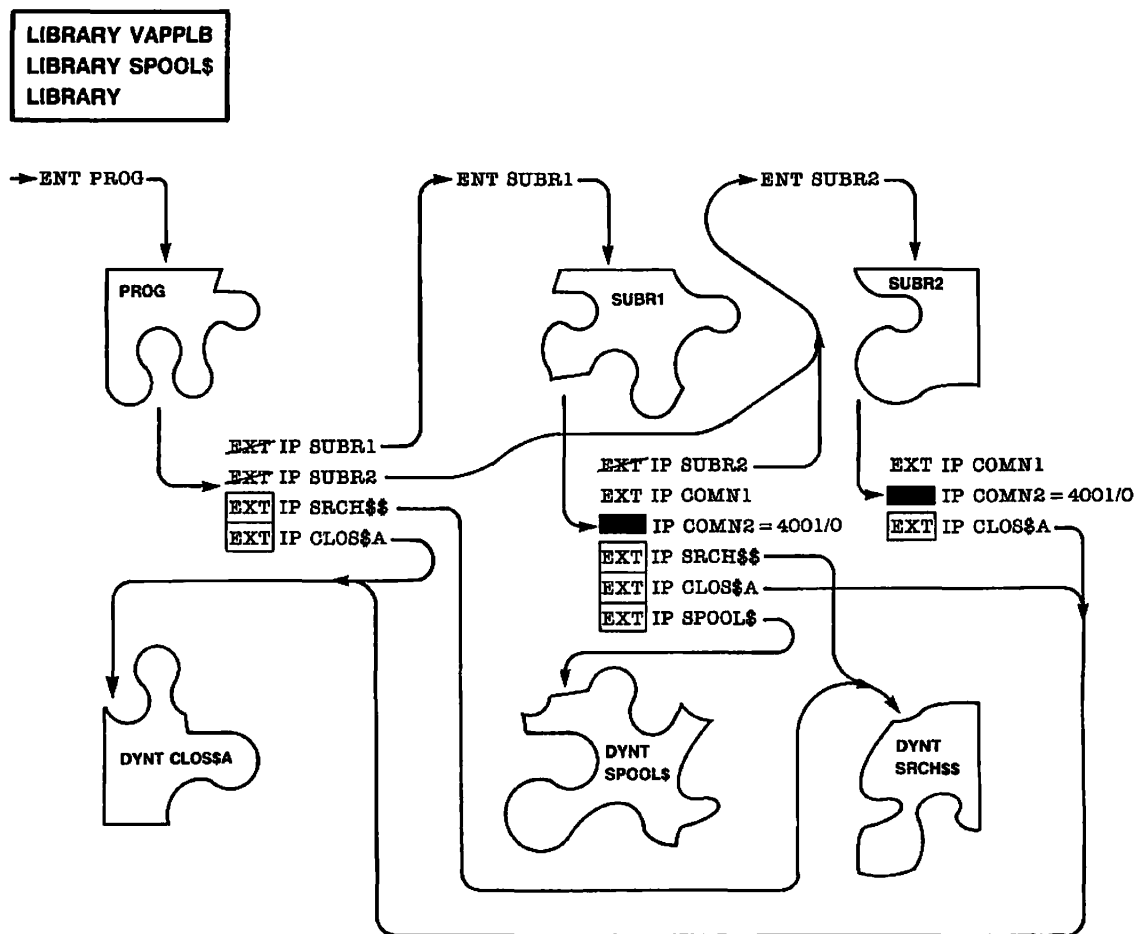 LIBRARY VAPPLB
LIBRARY SPOOL$
LIBRARY
ENT PROG
ENT SUBR1
ENT SUBR2
PROG
SUBR1
SUBR2
EXT IP SUBR1
EXT IP SUBR2
EXT IP SRCH$$
EXT IP CLOS$A
EXT IP SUBR2
EXT IP COMN1
IP COMN2 = 4001/0
EXT IP SRCH$$
EXT IP CLOS$A
EXT IP SPOOL$
EXT IP COMN1
IP COMN2 = 4001/0
EXT IP CLOS$A
DYNT CLOS$A
DYNT
SPOOL$
DYNT
SRCH$$